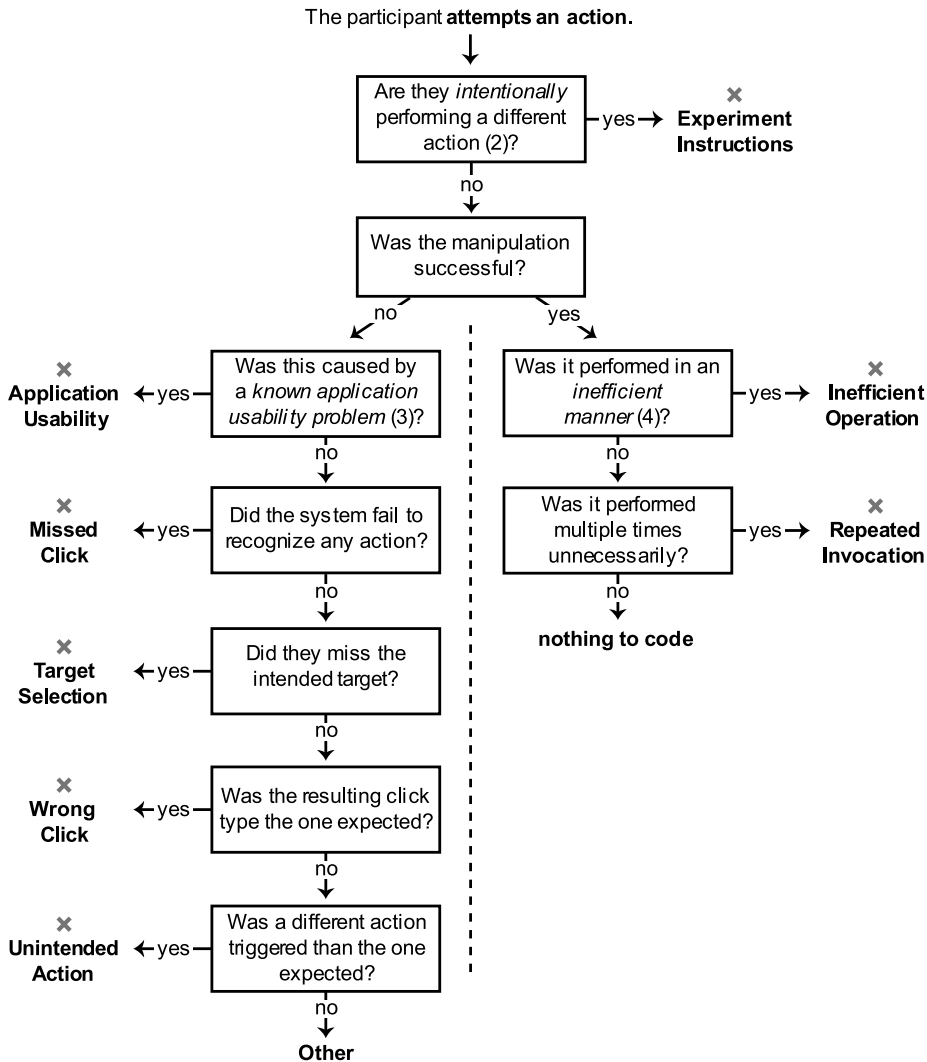 The participant attempts an action.
Are they intentionally
performing a different
action (2)?
yes
Experiment
Instructions
no
Was the manipulation
successful?
no
yes
Was this caused by
a known application
usability problem (3)?
yes
Application
Usability
Was it performed in an
inefficient
manner (4)?
yes
Inefficient
Operation
no
no
Did the system fail to
recognize any action?
yes
Missed
Click
Was it performed
multiple times
unnecessarily?
yes
Repeated
Invocation
no
no
nothing to code
Did they miss the
intended target?
yes
Target
Selection
no
Was the resulting click
type the one expected?
yes
Wrong
Click
no
Was a different action
triggered than the one
expected?
yes
Unintended
Action
no
Other